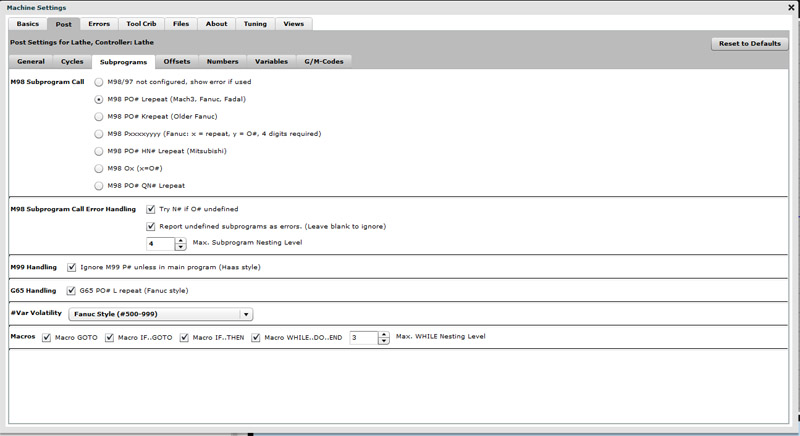 Machine Settings
Basics Post Errors Tool Crib Files About Tuning Views
Post Settings for Lathe, Controller: Lathe Reset to Defaults
General Cycles Subprograms Offsets Numbers Variables G/M-Codes
M98 Subprogram Call M98/97 not configured, show error if used
M98 PO# Lrepeat (Mach3, Fanuc, Fadal)
M98 PO# Krepeat (Older Fanuc)
M98 Pxxxxyyyy (Fanuc: x = repeat, y = O#, 4 digits required)
M98 PO# HN# Lrepeat (Mitsubishi)
M98 Ox (x=O#)
M98 PO# QN# Lrepeat
M98 Subprogram Call Error Handling Try N# if O# undefined
Report undefined subprograms as errors. (Leave blank to ignore)
4 Max. Subprogram Nesting Level
M99 Handling Ignore M99 P# unless in main program (Haas style)
G65 Handling G65 PO# L repeat (Fanuc style)
#Var Volatility Fanuc Style (#500-999)
Macros Macro GOTO Macro IF..GOTO Macro IF..THEN Macro WHILE..DO..END 3 Max. WHILE Nesting Level